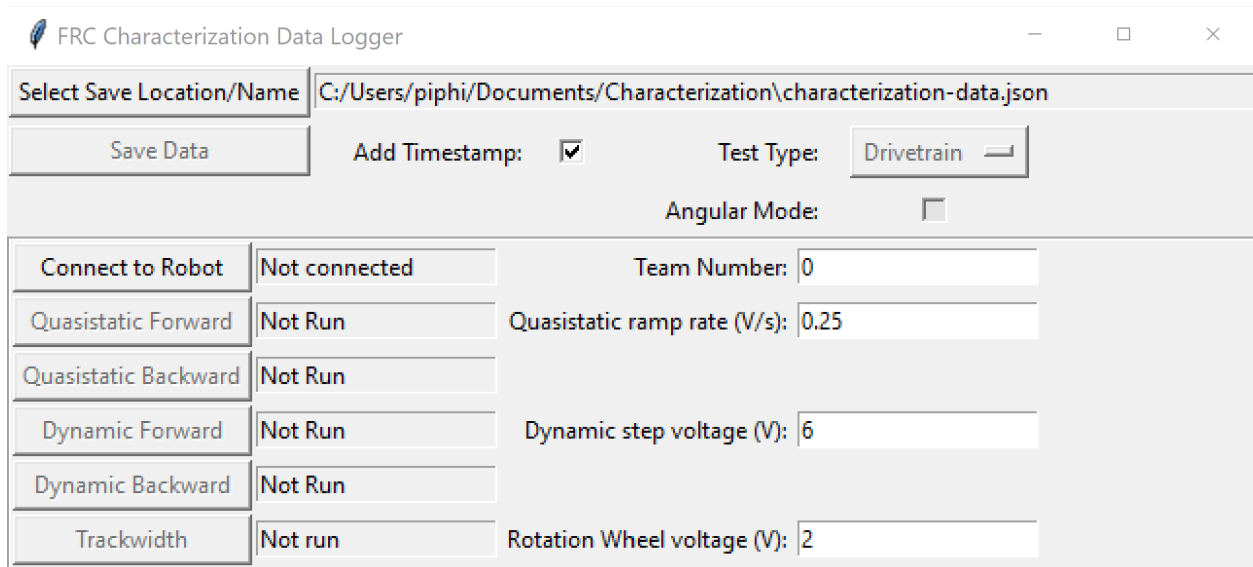 FRC Characterization Data Logger
Select Save Location/Name C:/Users/piphi/Documents/Characterization\characterization-data.json
Save Data Add Timestamp: Test Type: Drivetrain
Angular Mode:
Connect to Robot Not connected Team Number: 0
Quasistatic Forward Not Run Quasistatic ramp rate (V/s): 0.25
Quasistatic Backward Not Run
Dynamic Forward Not Run Dynamic step voltage (V): 6
Dynamic Backward Not Run
Trackwidth Not run Rotation Wheel voltage (V): 2